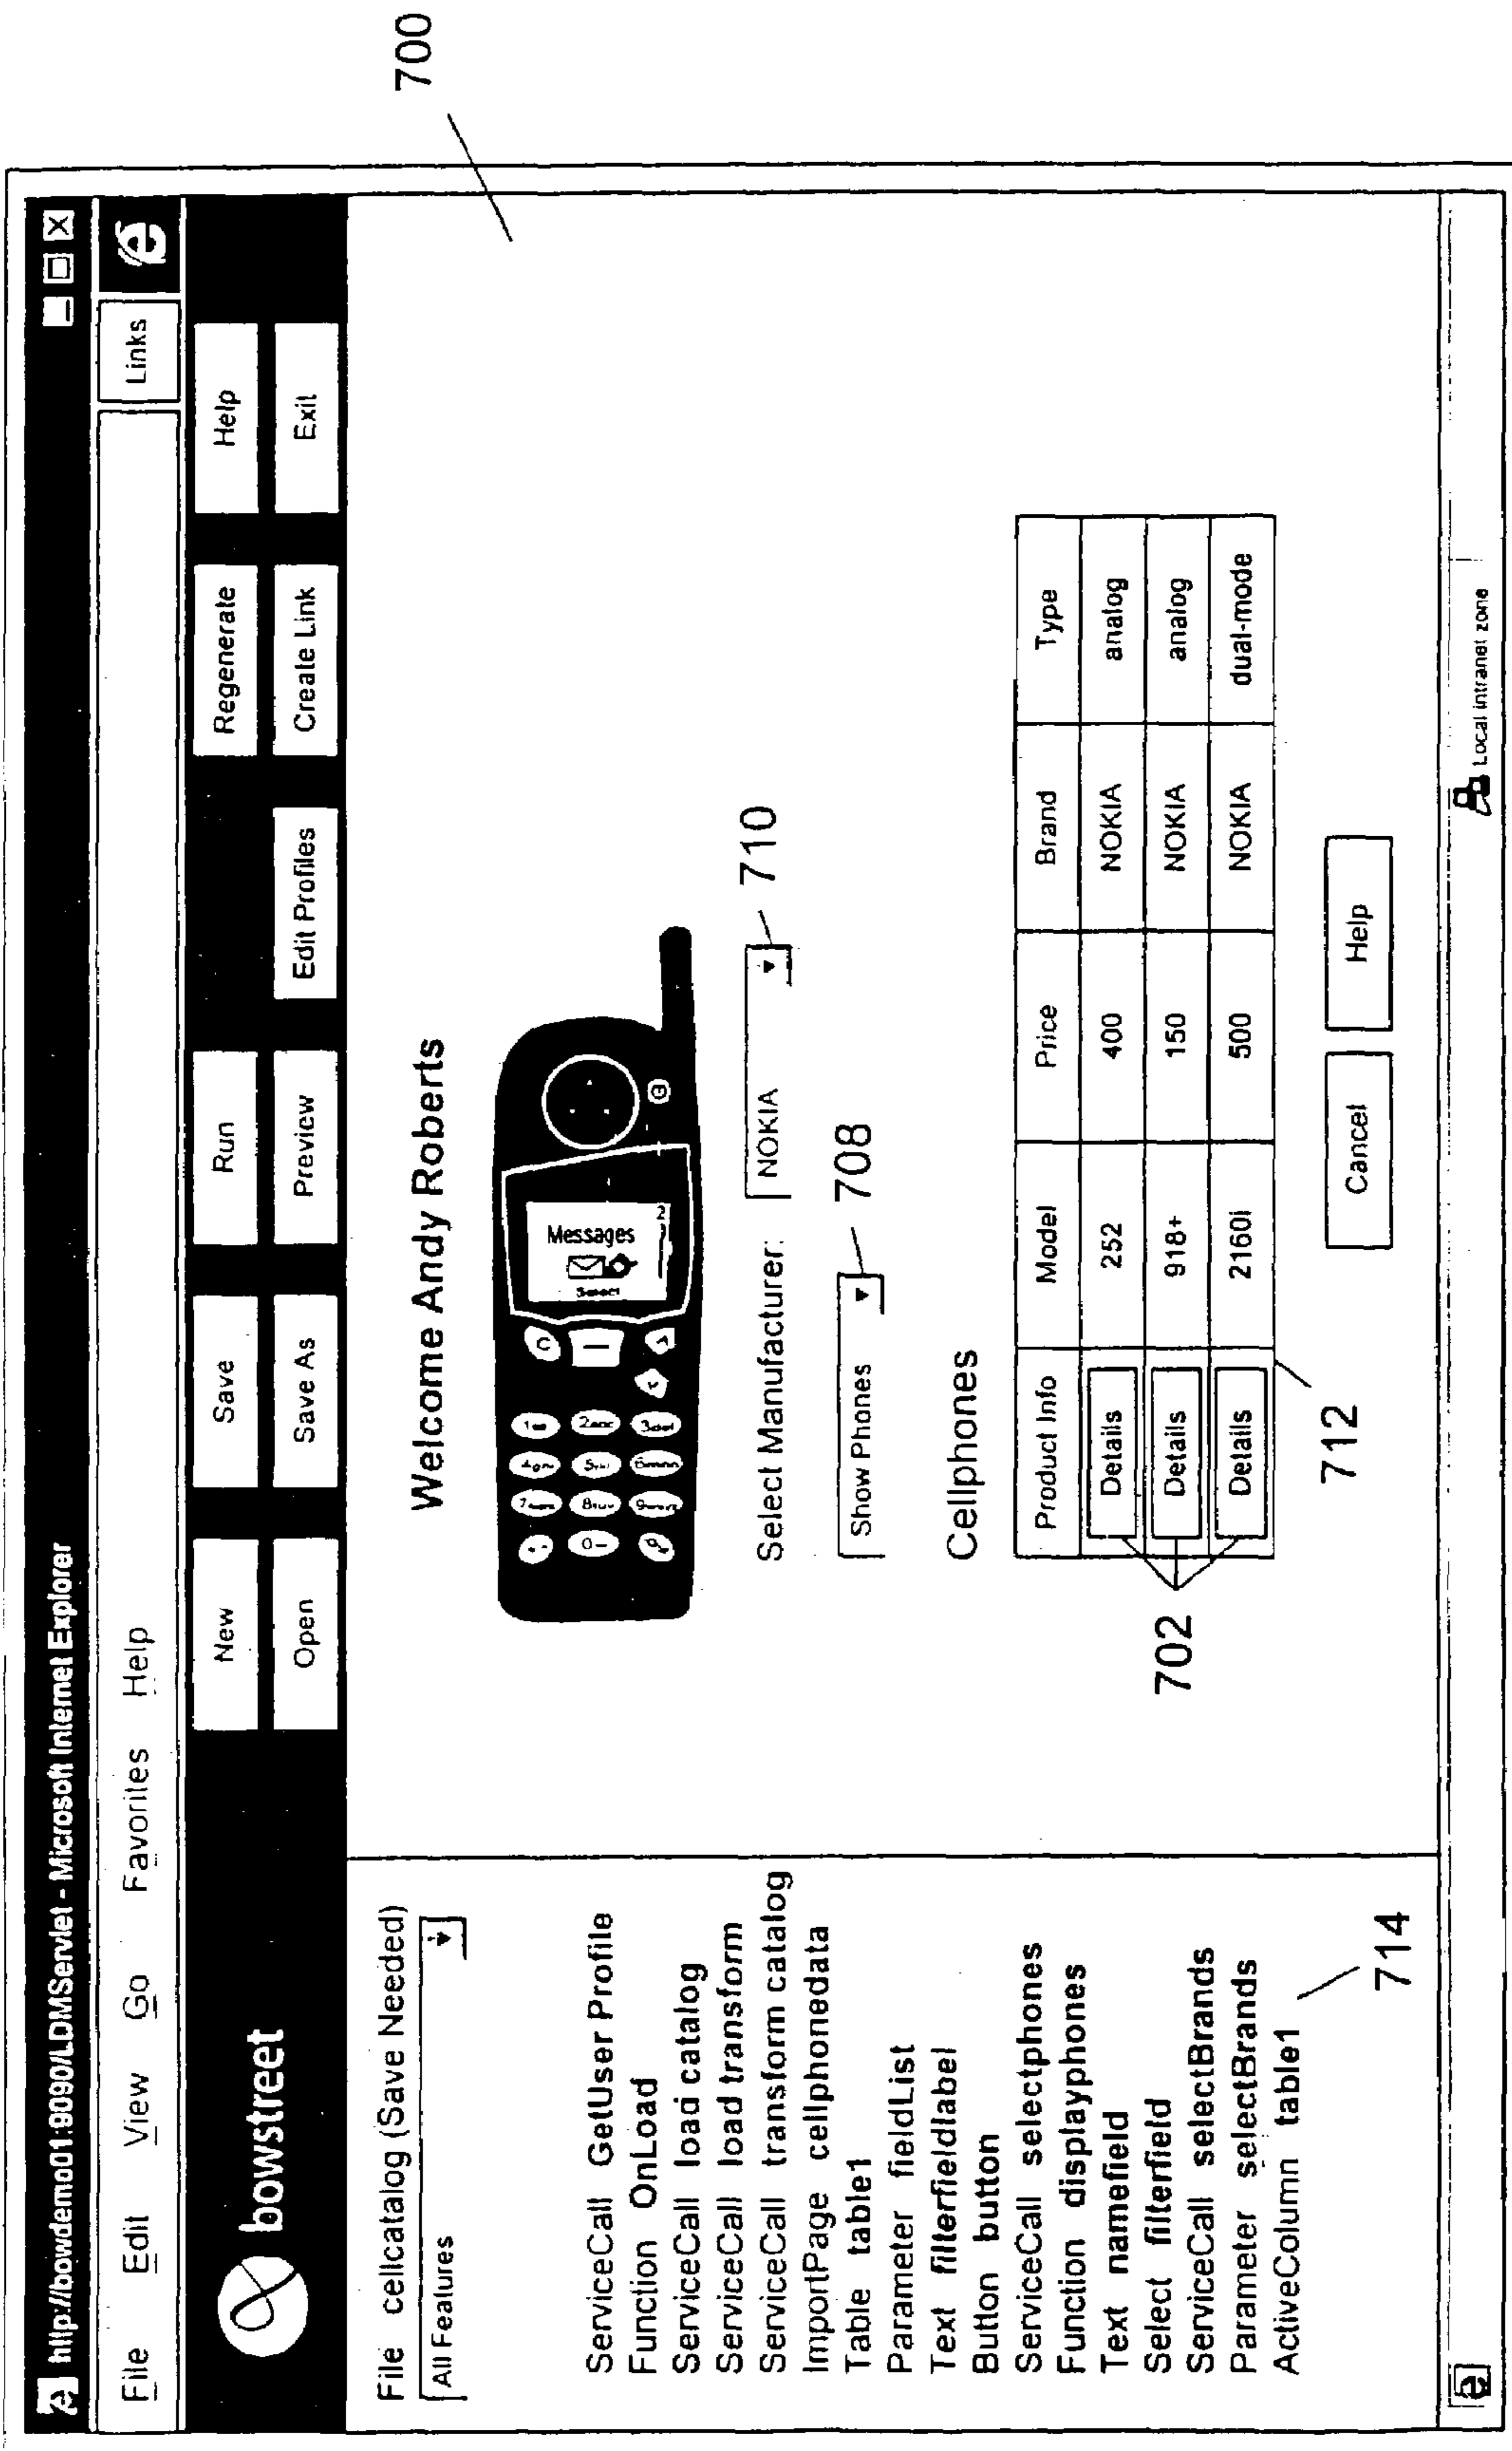 http://bowdemo01:9090/LDMServlet - Microsoft Internet Explorer
File Edit View Go Favorites Help
Links
bowstreet
New Save Run Regenerate Help
Open Save As Preview Edit Profiles Create Link Exit
File cellcatalog (Save Needed)
All Features
ServiceCall GetUser Profile
Function OnLoad
ServiceCall load catalog
ServiceCall load transform
ServiceCall transform catalog
ImportPage cellphonedata
Table table1
Parameter fieldList
Text filterfieldlabel
Button button
ServiceCall selectphones
Function displayphones
Text namefield
Select filterfield
ServiceCall selectBrands
Parameter selectBrands
ActiveColumn table1
714
700
Welcome Andy Roberts
Messages
Select
2
Select Manufacturer: NOKIA
710
Show Phones
708
Cellphones
Product Info Model Price Brand Type
Details 252 400 NOKIA analog
Details 918+ 150 NOKIA analog
Details 2160i 500 NOKIA dual-mode
702
712
Cancel Help
Local intranet zone